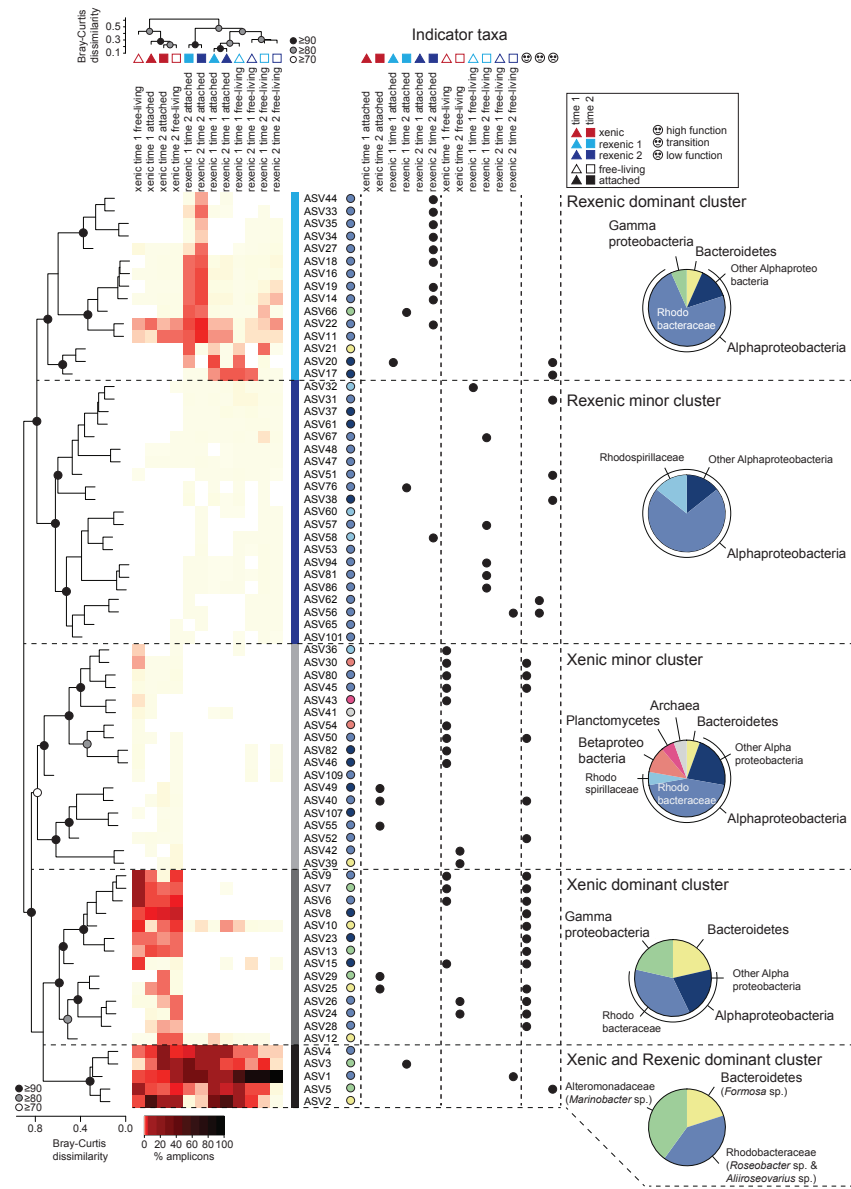 Bray-Curtis
dissimilarity
0.5
0.3
0.1
≥90
≥80
≥70
Indicator taxa
xenic time 1 free-living
xenic time 1 attached
xenic time 2 attached
xenic time 2 free-living
rexenic 1 time 2 attached
rexenic 2 time 2 attached
rexenic 1 time 1 attached
rexenic 2 time 1 attached
rexenic 1 time 1 free-living
rexenic 2 time 1 free-living
rexenic 1 time 2 free-living
rexenic 2 time 2 free-living
xenic time 1 attached
xenic time 2 attached
rexenic 1 time 1 attached
rexenic 1 time 2 attached
rexenic 2 time 1 attached
rexenic 2 time 2 attached
xenic time 1 free-living
xenic time 2 free-living
rexenic 1 time 1 free-living
rexenic 1 time 2 free-living
rexenic 2 time 1 free-living
rexenic 2 time 2 free-living
time 1
time 2
xenic
rexenic 1
rexenic 2
free-living
attached
high function
transition
low function
ASV44
ASV33
ASV35
ASV34
ASV27
ASV18
ASV16
ASV19
ASV14
ASV66
ASV22
ASV11
ASV21
ASV20
ASV17
ASV32
ASV31
ASV37
ASV61
ASV67
ASV48
ASV47
ASV51
ASV76
ASV38
ASV60
ASV57
ASV58
ASV53
ASV94
ASV81
ASV86
ASV62
ASV56
ASV65
ASV101
ASV36
ASV30
ASV80
ASV45
ASV43
ASV41
ASV54
ASV50
ASV82
ASV46
ASV109
ASV49
ASV40
ASV107
ASV55
ASV52
ASV42
ASV39
ASV9
ASV7
ASV6
ASV8
ASV10
ASV23
ASV13
ASV15
ASV29
ASV25
ASV26
ASV24
ASV28
ASV12
ASV4
ASV3
ASV1
ASV5
ASV2
Rexenic dominant cluster
Gamma
proteobacteria
Bacteroidetes
Other Alphaproteo
bacteria
Rhodo
bacteraceae
Alphaproteobacteria
Rexenic minor cluster
Rhodospirillaceae
Other Alphaproteobacteria
Alphaproteobacteria
Xenic minor cluster
Archaea
Planctomycetes
Bacteroidetes
Betaproteo
bacteria
Other Alpha
proteobacteria
Rhodo
spirillaceae
Rhodo
bacteraceae
Alphaproteobacteria
Xenic dominant cluster
Gamma
proteobacteria
Bacteroidetes
Other Alpha
proteobacteria
Rhodo
bacteraceae
Alphaproteobacteria
Xenic and Rexenic dominant cluster
Alteromonadaceae
(Marinobacter sp.)
Bacteroidetes
(Formosa sp.)
Rhodobacteraceae
(Roseobacter sp. &
Aliiroseovarius sp.)
≥90
≥80
≥70
0.8
0.4
0.0
Bray-Curtis
dissimilarity
0 20 40 60 80 100
% amplicons